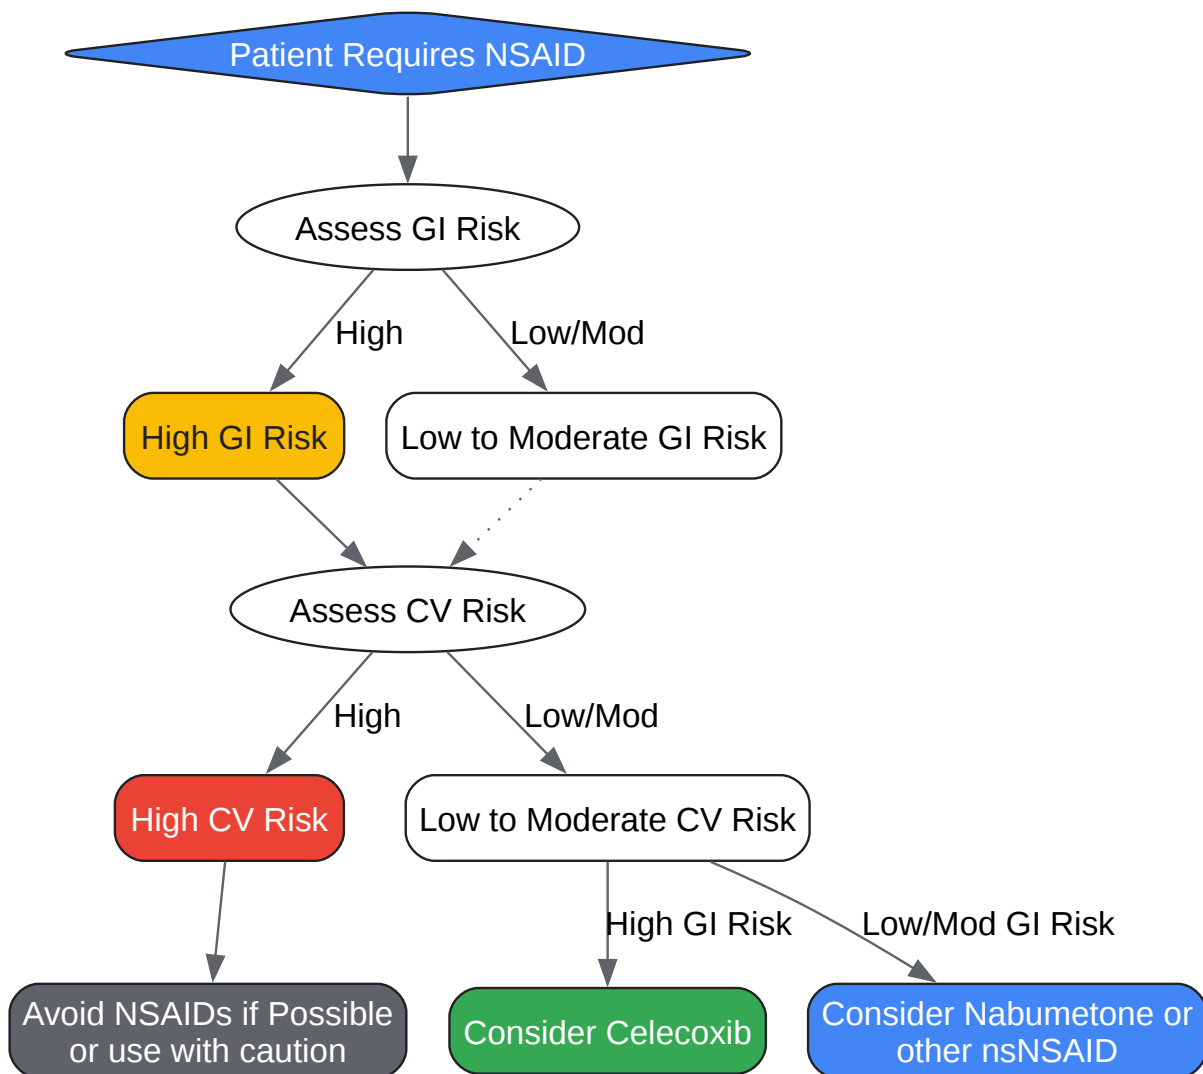 Patient Requires NSAID
Assess GI Risk
High
Low/Mod
High GI Risk
Low to Moderate GI Risk
Assess CV Risk
High
Low/Mod
High CV Risk
Low to Moderate CV Risk
High GI Risk
Low/Mod GI Risk
Avoid NSAIDs if Possible
or use with caution
Consider Celecoxib
Consider Nabumetone or
other nsNSAID